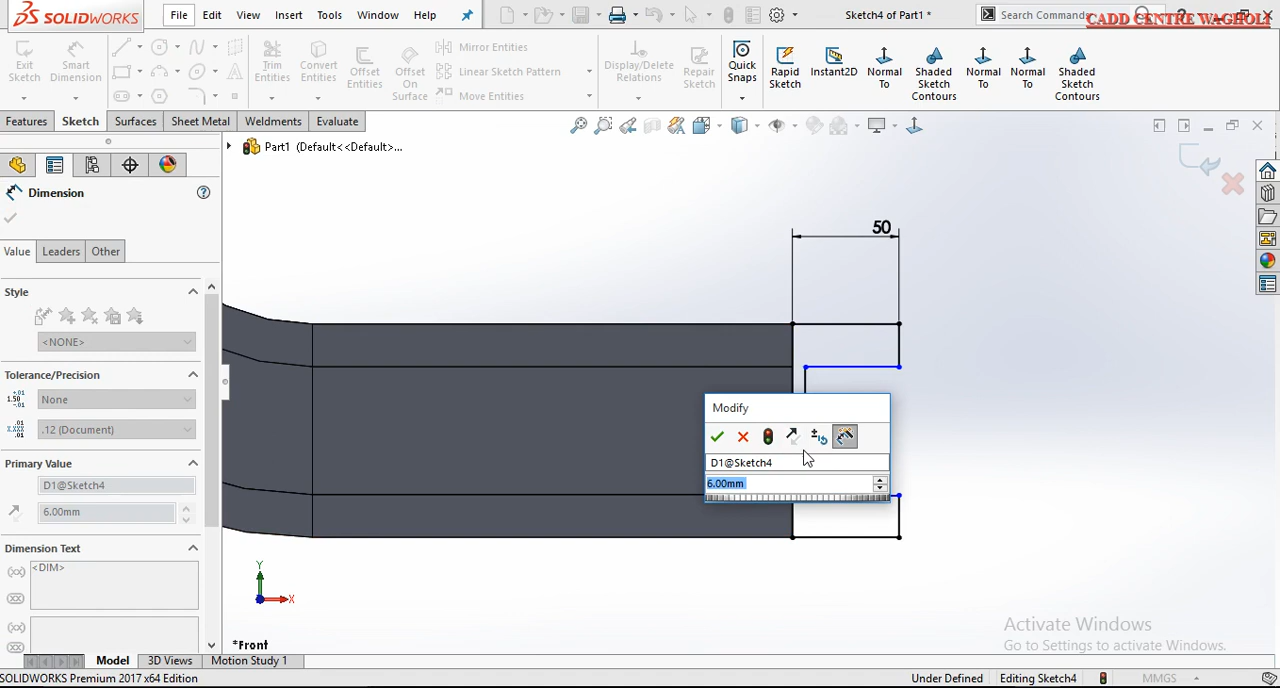 SOLIDWORKS
File Edit View Insert Tools Window Help
Sketch4 of Part1 *
Search Commands
CADD CENTRE WAGHOLI
Exit Sketch
Smart Dimension
Trim Entities
Convert Entities
Offset Entities
Offset On Surface
Mirror Entities
Linear Sketch Pattern
Move Entities
Display/Delete Relations
Repair Sketch
Quick Snaps
Rapid Sketch
Instant2D
Normal To
Shaded Sketch Contours
Normal To
Normal To
Shaded Sketch Contours
Features Sketch Surfaces Sheet Metal Weldments Evaluate
Part1 (Default<<Default>...
Dimension
Value Leaders Other
Style
<NONE>
Tolerance/Precision
None
.12 (Document)
Primary Value
D1@Sketch4
6.00mm
Dimension Text
<DIM>
50
Modify
D1@Sketch4
6.00mm
Y
X
*Front
Activate Windows
Go to Settings to activate Windows.
Model 3D Views Motion Study 1
SOLIDWORKS Premium 2017 x64 Edition
Under Defined
Editing Sketch4
MMGS